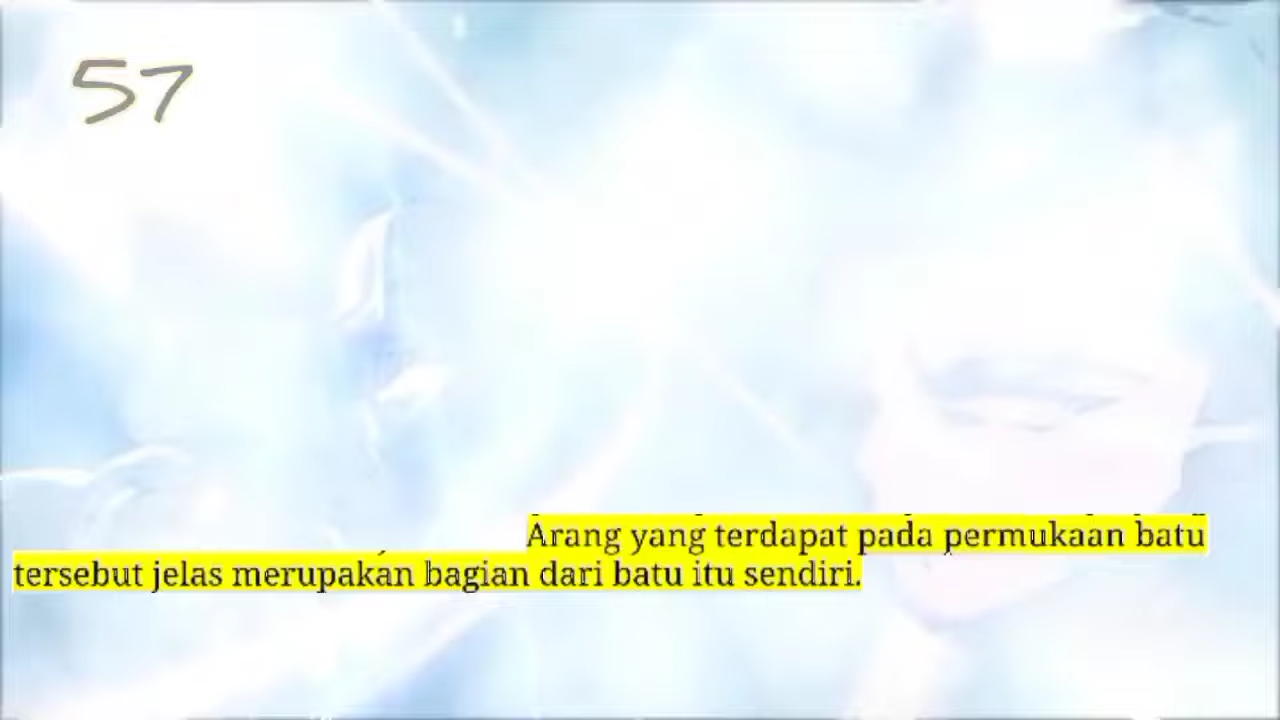 57
Arang yang terdapat pada permukaan batu
tersebut jelas merupakan bagian dari batu itu sendiri.